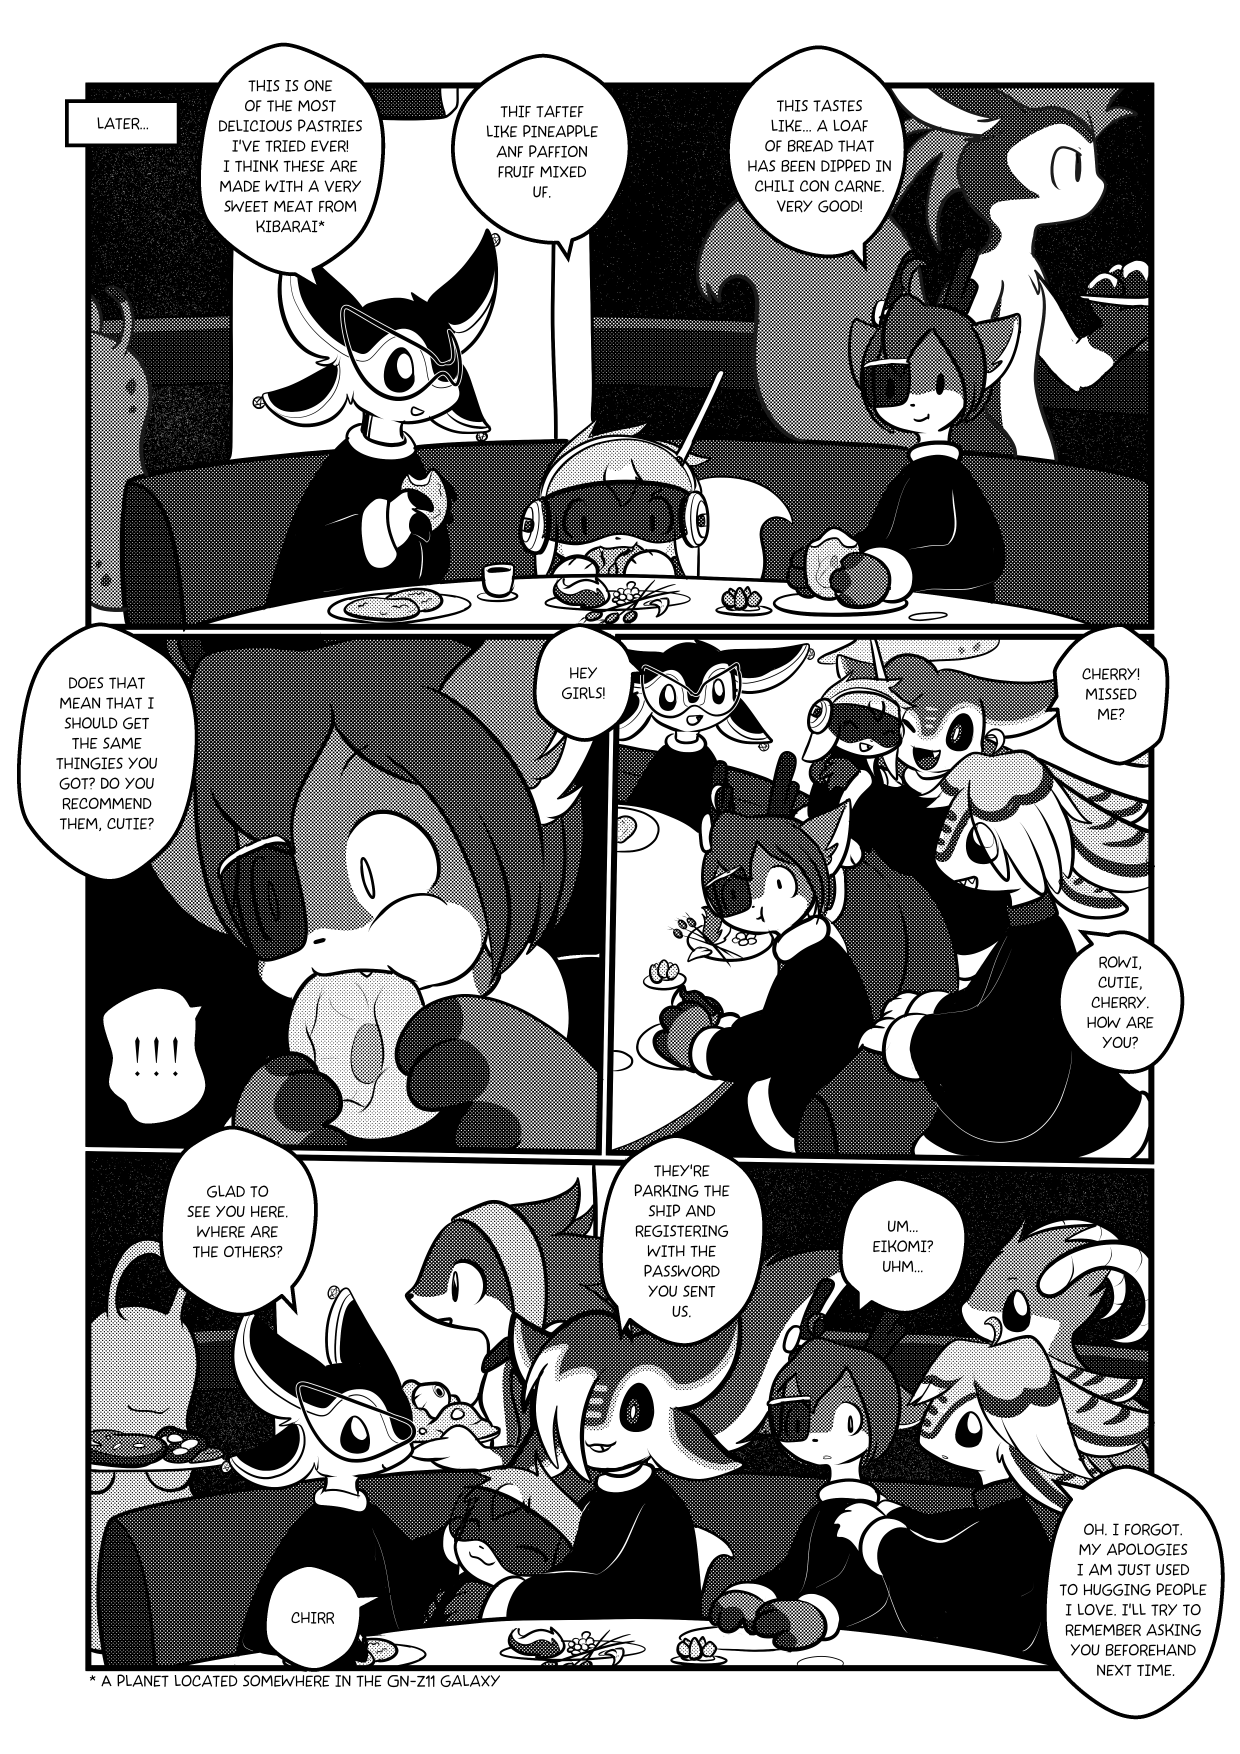 LATER...
THIS IS ONE
OF THE MOST
DELICIOUS PASTRIES
I'VE TRIED EVER!
I THINK THESE ARE
MADE WITH A VERY
SWEET MEAT FROM
KIBARAI*
THIF TAFTEF
LIKE PINEAPPLE
ANF PAFFION
FRUIF MIXED
UF.
THIS TASTES
LIKE... A LOAF
OF BREAD THAT
HAS BEEN DIPPED IN
CHILI CON CARNE.
VERY GOOD!
DOES THAT
MEAN THAT I
SHOULD GET
THE SAME
THINGIES YOU
GOT? DO YOU
RECOMMEND
THEM, CUTIE?
!!!
HEY
GIRLS!
CHERRY!
MISSED
ME?
ROWI,
CUTIE,
CHERRY.
HOW ARE
YOU?
GLAD TO
SEE YOU HERE.
WHERE ARE
THE OTHERS?
THEY'RE
PARKING THE
SHIP AND
REGISTERING
WITH THE
PASSWORD
YOU SENT
US.
UM...
EIKOMI?
UHM...
CHIRR
OH. I FORGOT.
MY APOLOGIES
I AM JUST USED
TO HUGGING PEOPLE
I LOVE. I'LL TRY TO
REMEMBER ASKING
YOU BEFOREHAND
NEXT TIME.
* A PLANET LOCATED SOMEWHERE IN THE GN-Z11 GALAXY